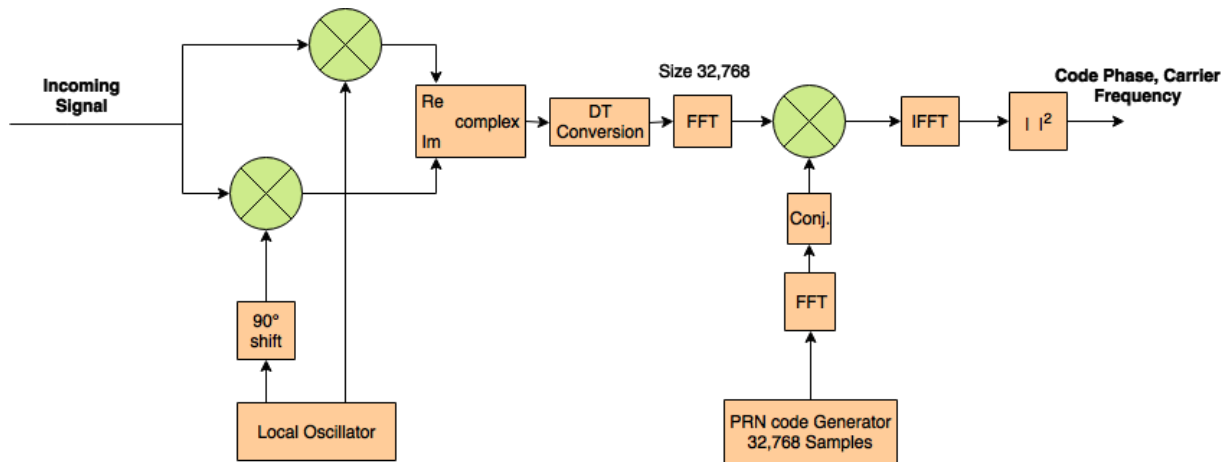 Incoming
Signal
Re
complex
Im
DT
Conversion
Size 32,768
FFT
IFFT
| |²
Code Phase, Carrier
Frequency
Conj.
FFT
90°
shift
Local Oscillator
PRN code Generator
32,768 Samples